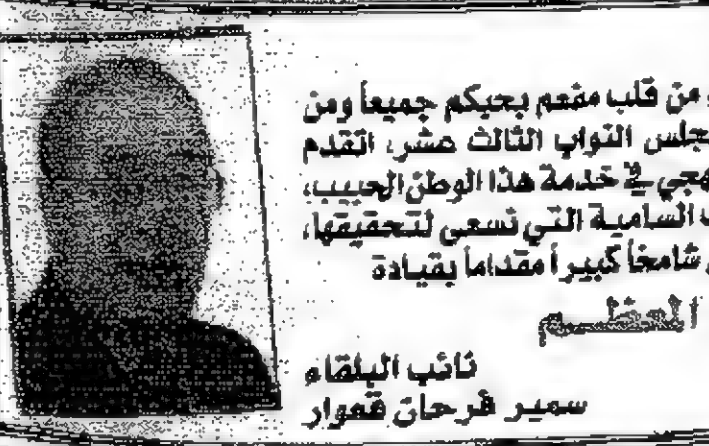 من قلب مفعم بحبكم جميعاً ومن
مجلس النواب الثالث عشر، اتقدم
في خدمة هذا الوطن الحبيب،
السامية التي نسعى لتحقيقها،
شامخاً كبيراً مقداماً بقيادة
المعظــم
نائب البلقاء
سمير فرحان قعوار